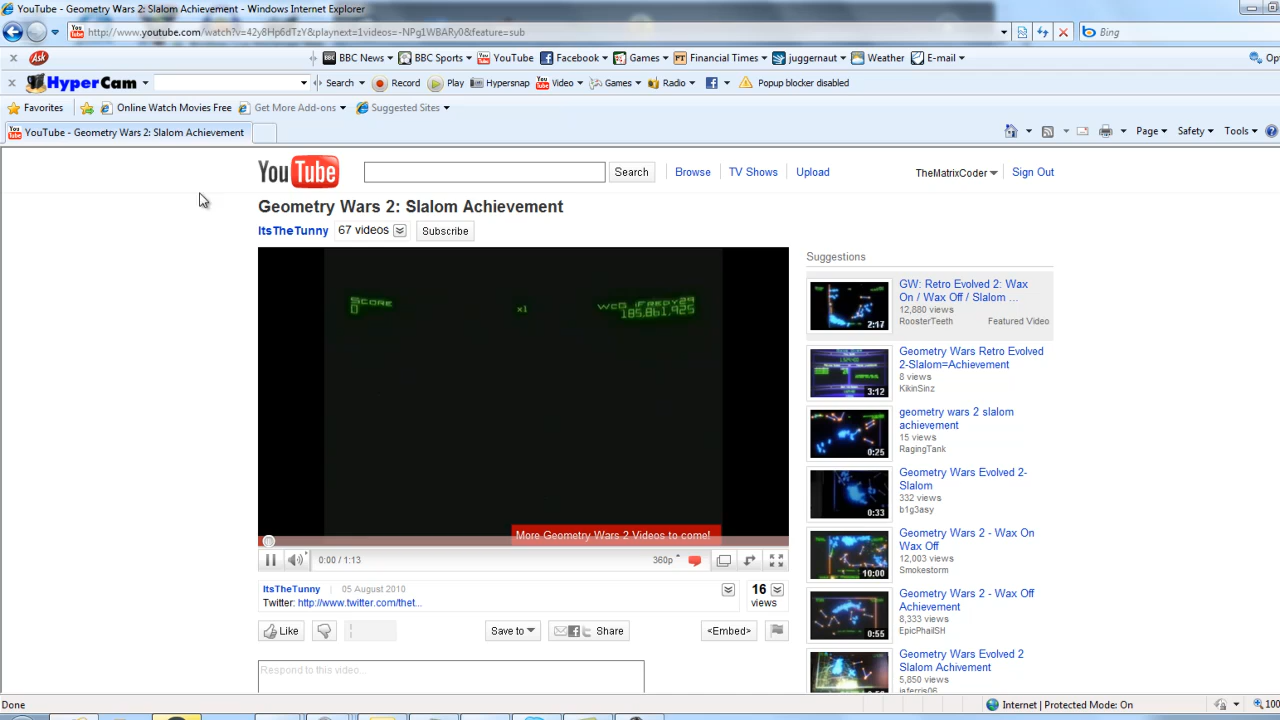 YouTube - Geometry Wars 2: Slalom Achievement - Windows Internet Explorer
http://www.youtube.com/watch?v=42y8Hp6dTzY&playnext=1videos=-NPg1WBARy0&feature=sub
Bing
Ask
BBC News
BBC Sports
YouTube
Facebook
Games
Financial Times
juggernaut
Weather
E-mail
HyperCam
Search
Record
Play
Hypersnap
Video
Games
Radio
Popup blocker disabled
Favorites
Online Watch Movies Free
Get More Add-ons
Suggested Sites
YouTube - Geometry Wars 2: Slalom Achievement
Page
Safety
Tools
YouTube
Search
Browse
TV Shows
Upload
TheMatrixCoder
Sign Out
Geometry Wars 2: Slalom Achievement
ItsTheTunny
67 videos
Subscribe
Score
0
x1
WcG iFREDY29
185,861,925
More Geometry Wars 2 Videos to come!
0:00 / 1:13
360p
ItsTheTunny
05 August 2010
Twitter: http://www.twitter.com/thet...
16
views
Like
Save to
Share
<Embed>
Respond to this video...
Suggestions
2:17
GW: Retro Evolved 2: Wax
On / Wax Off / Slalom ...
12,880 views
RoosterTeeth
Featured Video
3:12
Geometry Wars Retro Evolved
2-Slalom=Achievement
8 views
KikinSinz
0:25
geometry wars 2 slalom
achievement
15 views
RagingTank
0:33
Geometry Wars Evolved 2-
Slalom
332 views
b1g3asy
10:00
Geometry Wars 2 - Wax On
Wax Off
12,003 views
Smokestorm
0:55
Geometry Wars 2 - Wax Off
Achievement
8,333 views
EpicPhailSH
Geometry Wars Evolved 2
Slalom Achievement
5,850 views
jaferris06
Done
Internet | Protected Mode: On
100